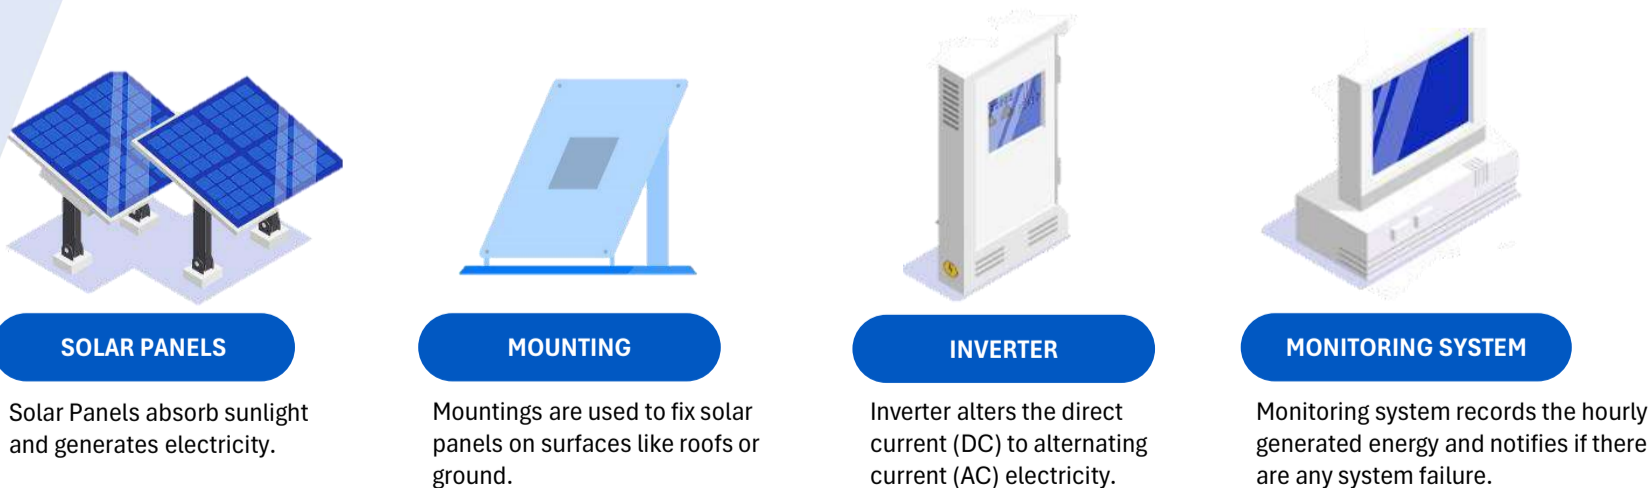 SOLAR PANELS
Solar Panels absorb sunlight
and generates electricity.
MOUNTING
Mountings are used to fix solar
panels on surfaces like roofs or
ground.
INVERTER
Inverter alters the direct
current (DC) to alternating
current (AC) electricity.
MONITORING SYSTEM
Monitoring system records the hourly
generated energy and notifies if there
are any system failure.